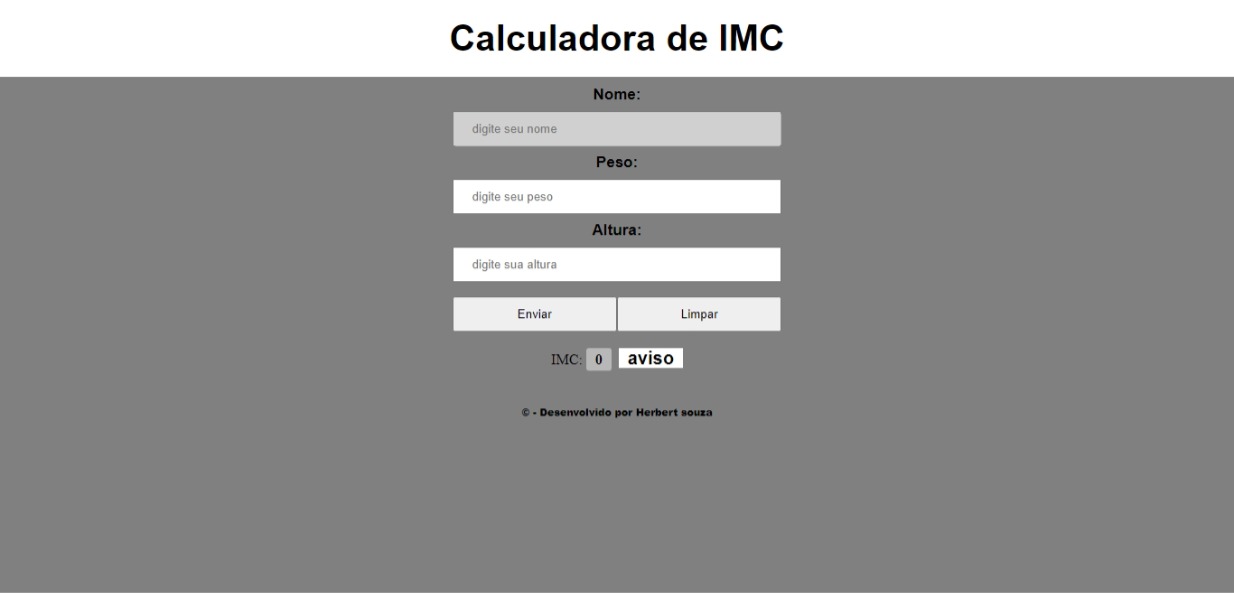 Calculadora de IMC
Nome:
digite seu nome
Peso:
digite seu peso
Altura:
digite sua altura
Enviar Limpar
IMC: 0 aviso
© - Desenvolvido por Herbert souza